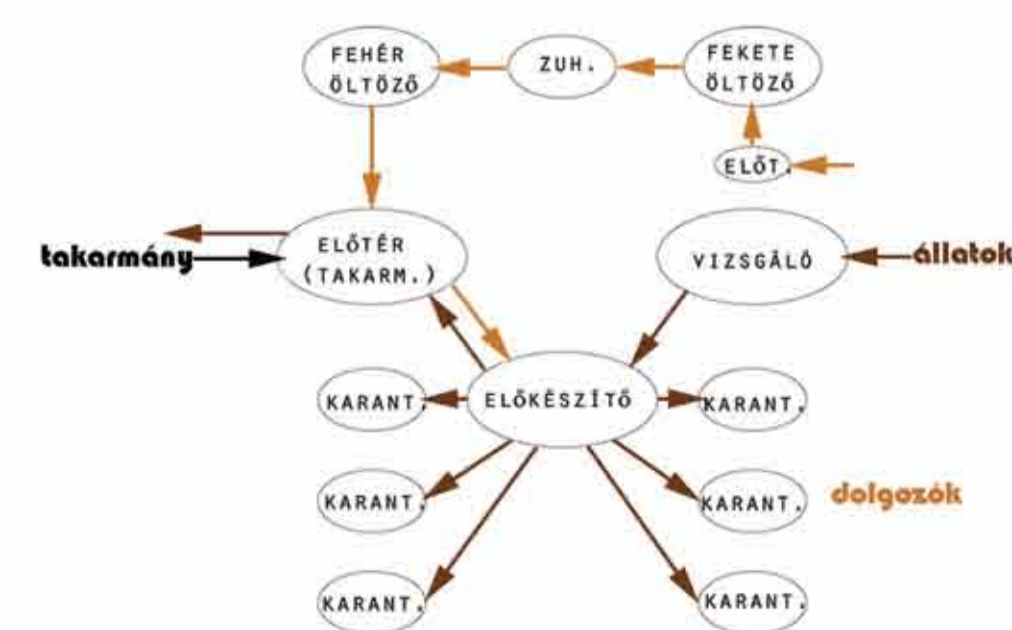 FEHÉR
ÖLTÖZŐ
ZUH.
FEKETE
ÖLTÖZŐ
ELŐT.
takarmány
ELŐTÉR
(TAKARM.)
VIZSGÁLÓ
állatok
KARANT.
ELŐKÉSZÍTŐ
KARANT.
KARANT.
KARANT.
dolgozók
KARANT.
KARANT.